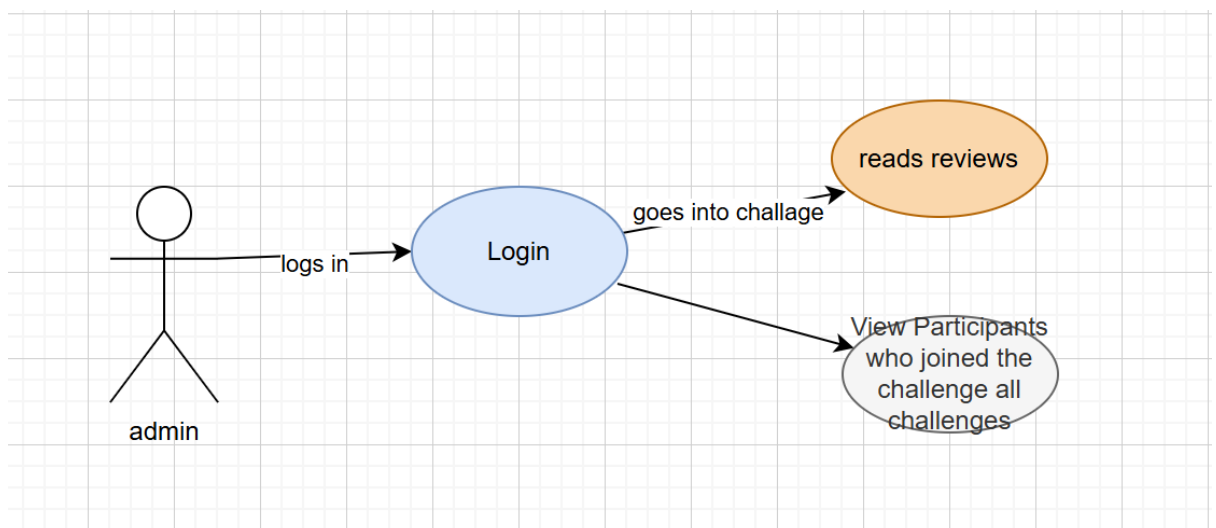 reads reviews
goes into challage
Login
logs in
View Participants
who joined the
challenge all
challenges
admin